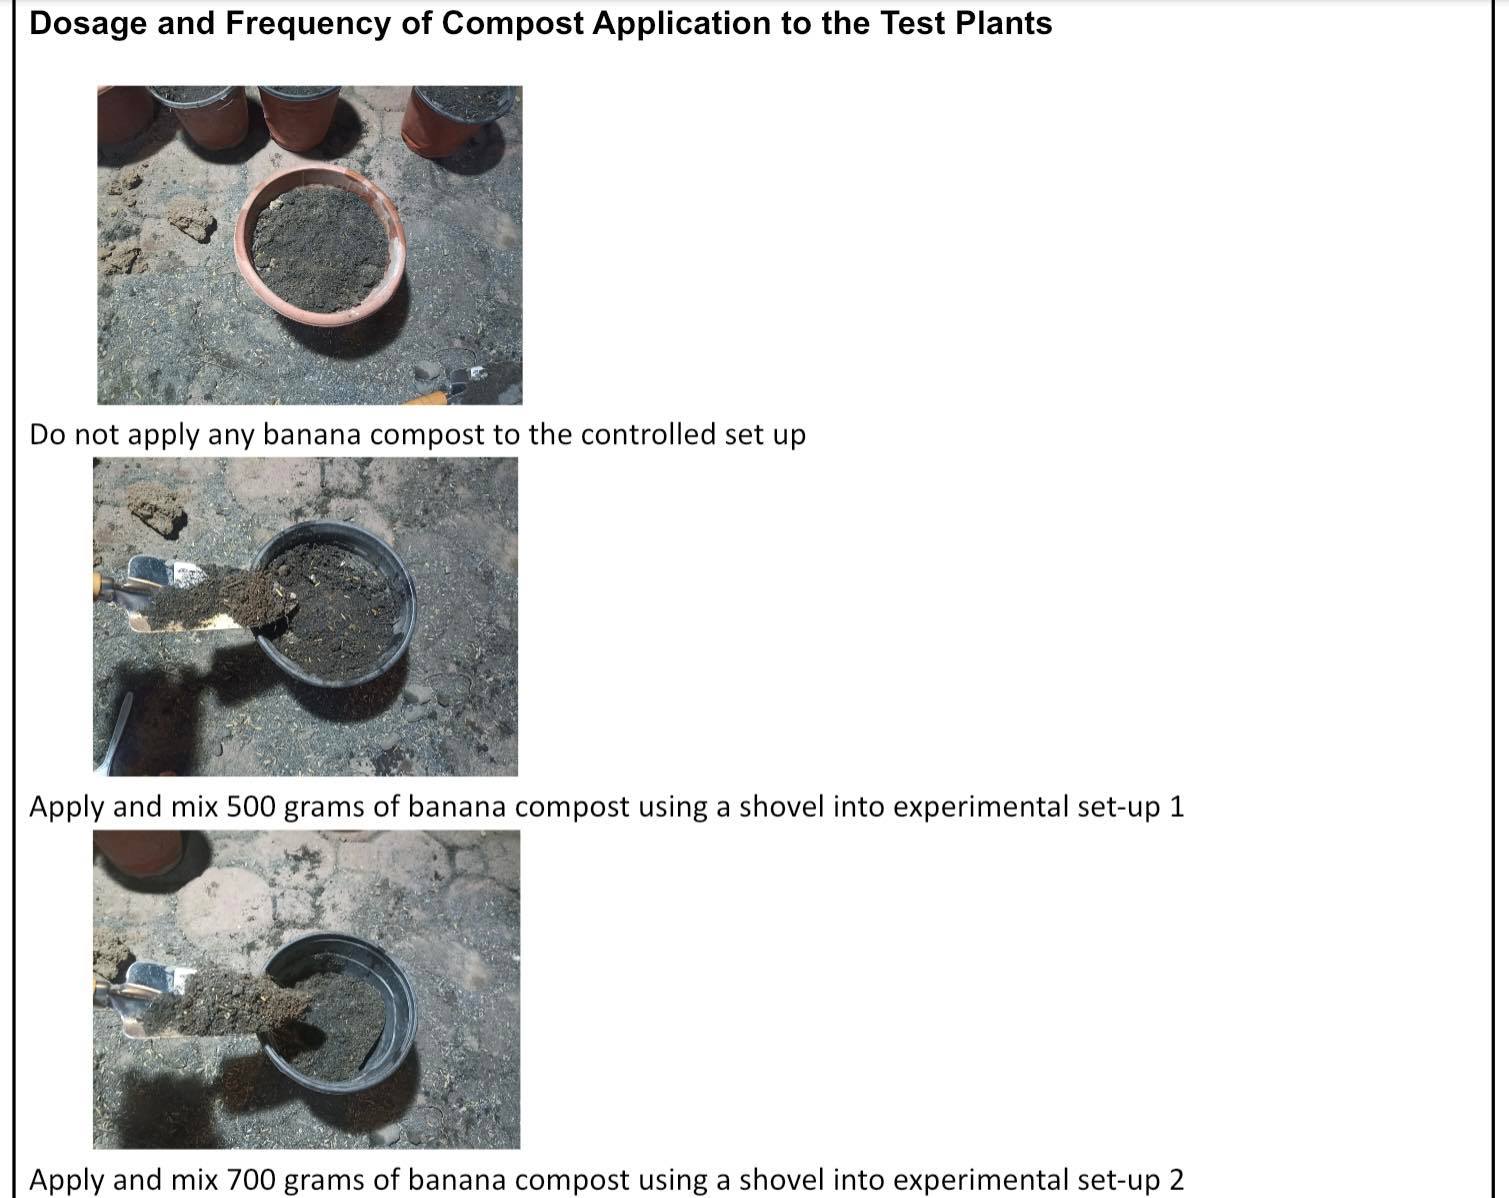 Dosage and Frequency of Compost Application to the Test Plants
Do not apply any banana compost to the controlled set up
Apply and mix 500 grams of banana compost using a shovel into experimental set-up 1
Apply and mix 700 grams of banana compost using a shovel into experimental set-up 2